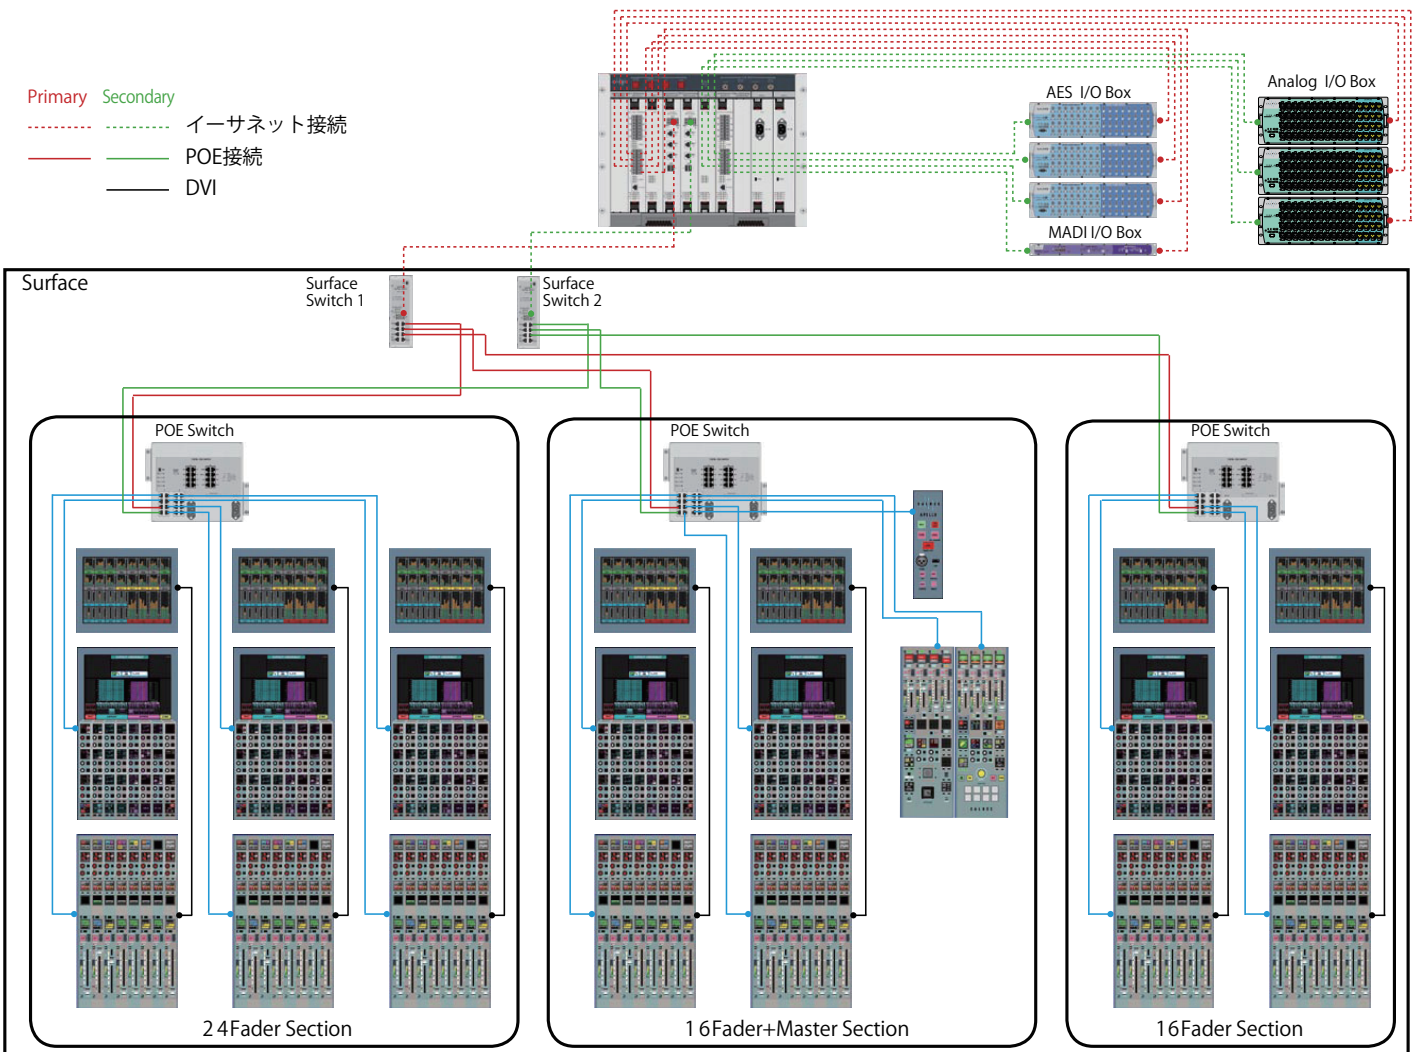 Primary Secondary
イーサネット接続
POE接続
DVI
AES I/O Box
Analog I/O Box
MADI I/O Box
Surface
Surface
Switch 1
Surface
Switch 2
POE Switch
POE Switch
POE Switch
24Fader Section
16Fader+Master Section
16Fader Section